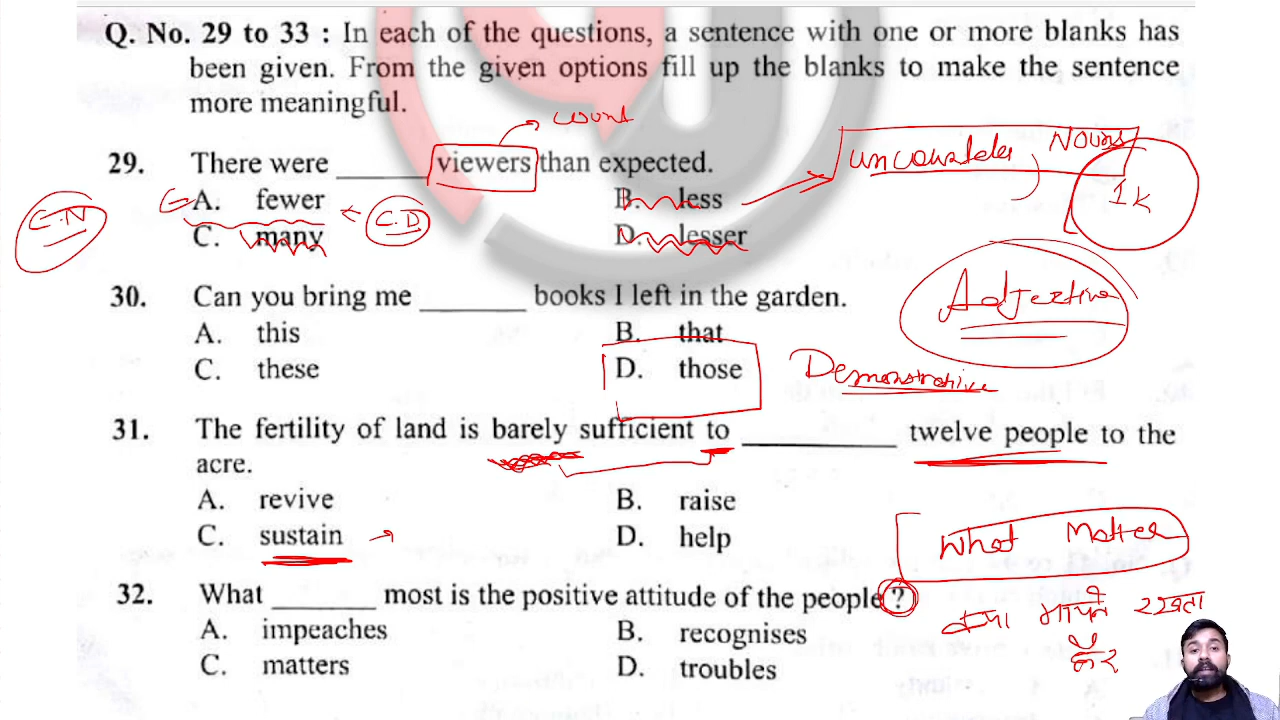 Q. No. 29 to 33 : In each of the questions, a sentence with one or more blanks has
been given. From the given options fill up the blanks to make the sentence
more meaningful.
count
29. There were ______ viewers than expected.
uncountable Nouns
A. fewer
B. less
C.N
C.D
1k
C. many
D. lesser
30. Can you bring me ______ books I left in the garden.
Adjective
A. this
B. that
C. these
D. those
Demonstrative
31. The fertility of land is barely sufficient to ______ twelve people to the
acre.
A. revive
B. raise
C. sustain
D. help
What Matter
32. What ______ most is the positive attitude of the people ?
क्या मायने रखता
A. impeaches
B. recognises
C. matters
D. troubles